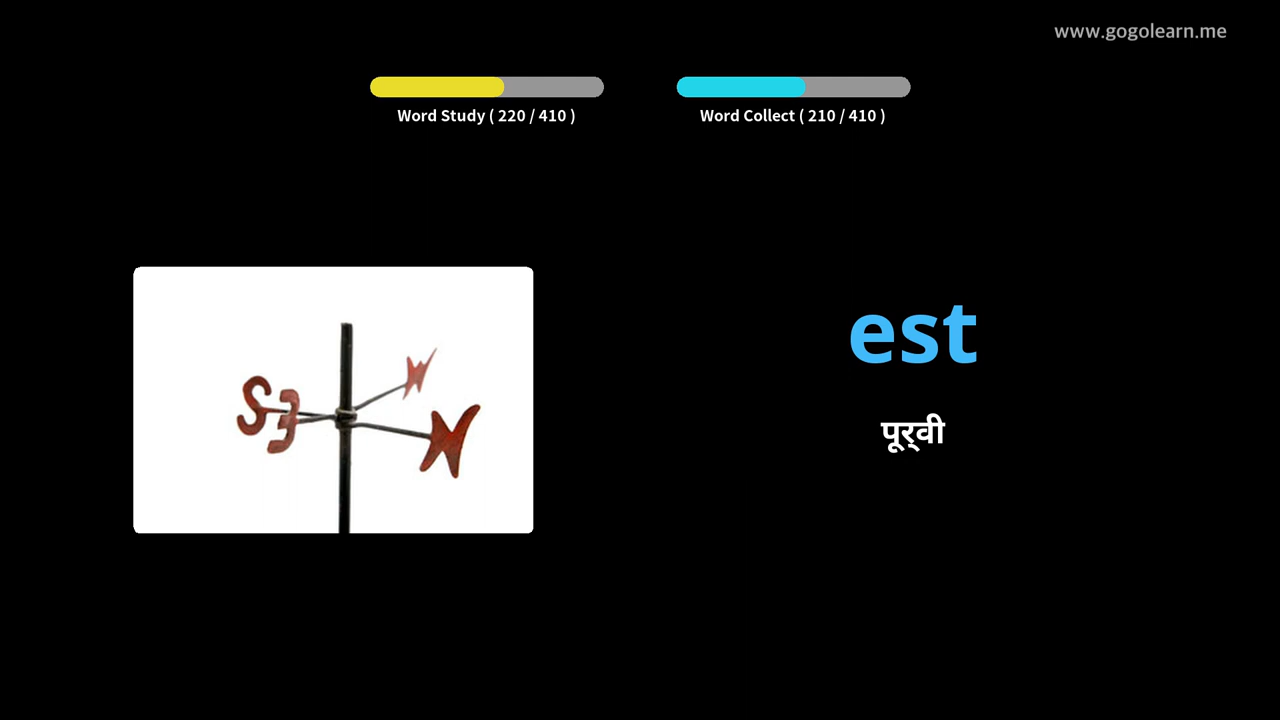 www.gogolearn.me
Word Study ( 220 / 410 )
Word Collect ( 210 / 410 )
S E N
est
पूर्वी